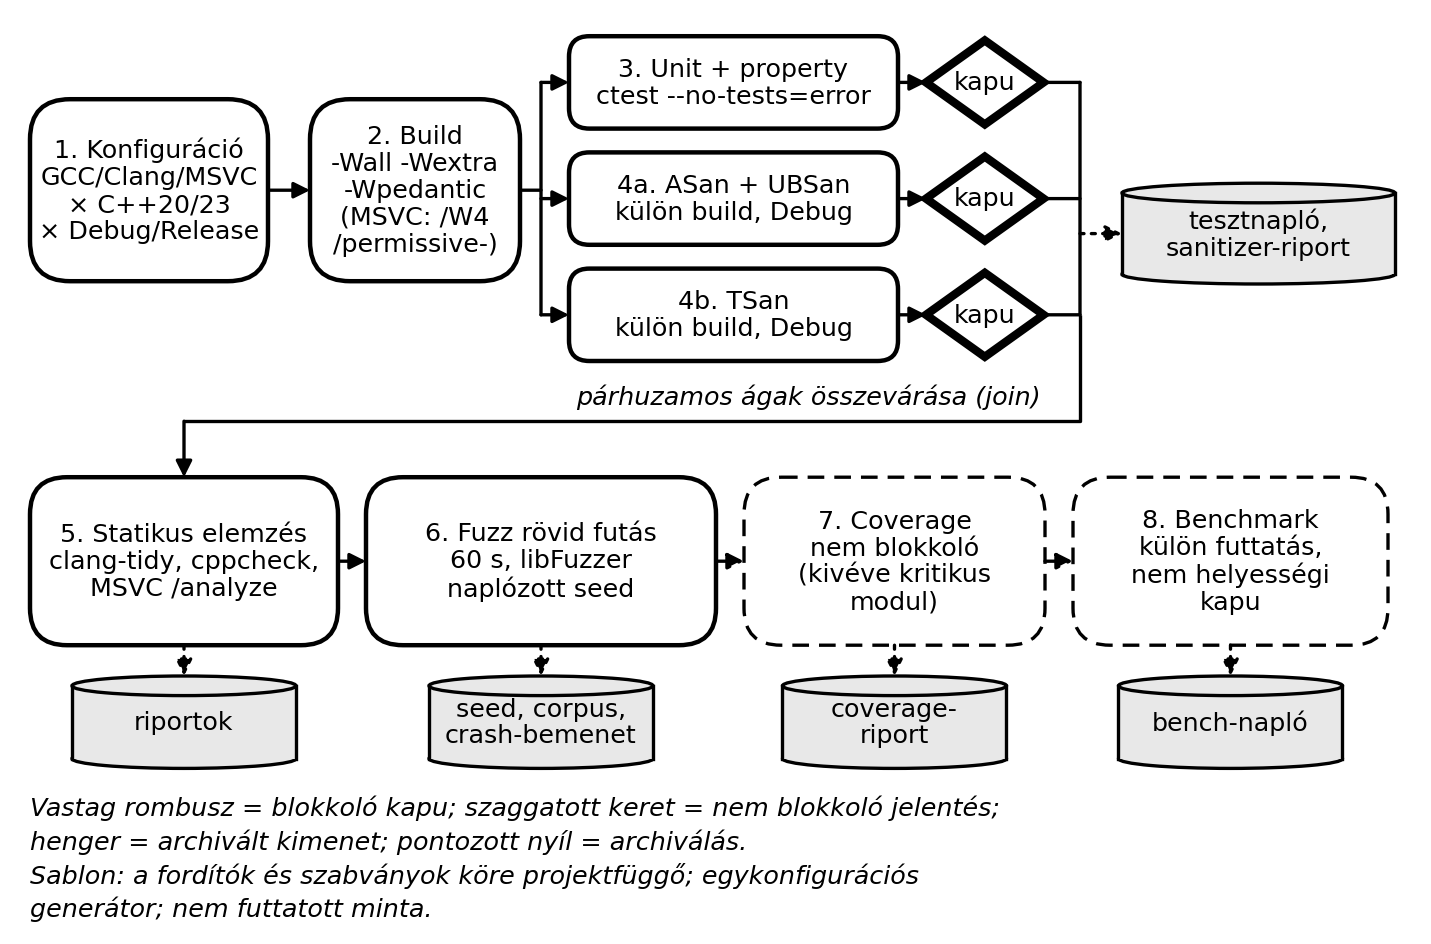 1. Konfiguráció
GCC/Clang/MSVC
× C++20/23
× Debug/Release
2. Build
-Wall -Wextra
-Wpedantic
(MSVC: /W4
/permissive-)
3. Unit + property
ctest --no-tests=error
kapu
4a. ASan + UBSan
külön build, Debug
kapu
4b. TSan
külön build, Debug
kapu
tesztnapló,
sanitizer-riport
párhuzamos ágak összevárása (join)
5. Statikus elemzés
clang-tidy, cppcheck,
MSVC /analyze
6. Fuzz rövid futás
60 s, libFuzzer
naplózott seed
7. Coverage
nem blokkoló
(kivéve kritikus
modul)
8. Benchmark
külön futtatás,
nem helyességi
kapu
riportok
seed, corpus,
crash-bemenet
coverage-
riport
bench-napló
Vastag rombusz = blokkoló kapu; szaggatott keret = nem blokkoló jelentés;
henger = archivált kimenet; pontozott nyíl = archiválás.
Sablon: a fordítók és szabványok köre projektfüggő; egykonfigurációs
generátor; nem futtatott minta.